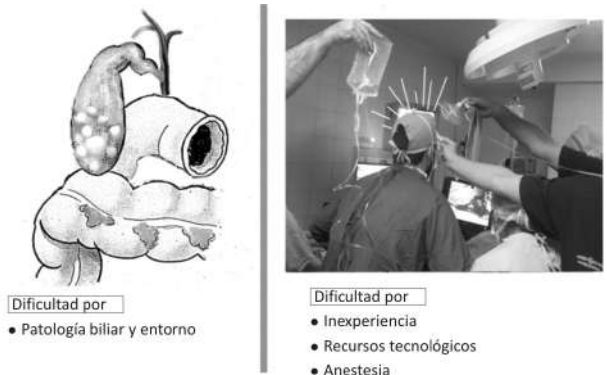 Dificultad por
● Patología biliar y entorno
Dificultad por
● Inexperiencia
● Recursos tecnológicos
● Anestesia